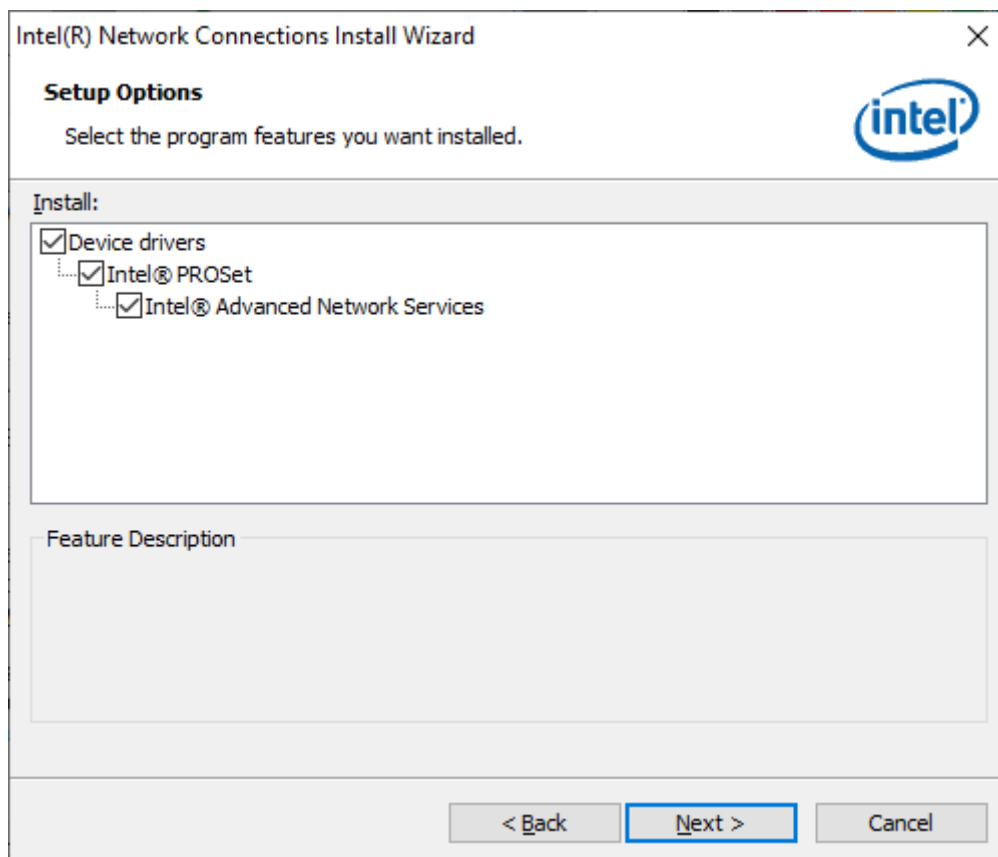 Intel(R) Network Connections Install Wizard
Setup Options
Select the program features you want installed.
intel
Install:
Device drivers
Intel® PROSet
Intel® Advanced Network Services
Feature Description
< Back
Next >
Cancel